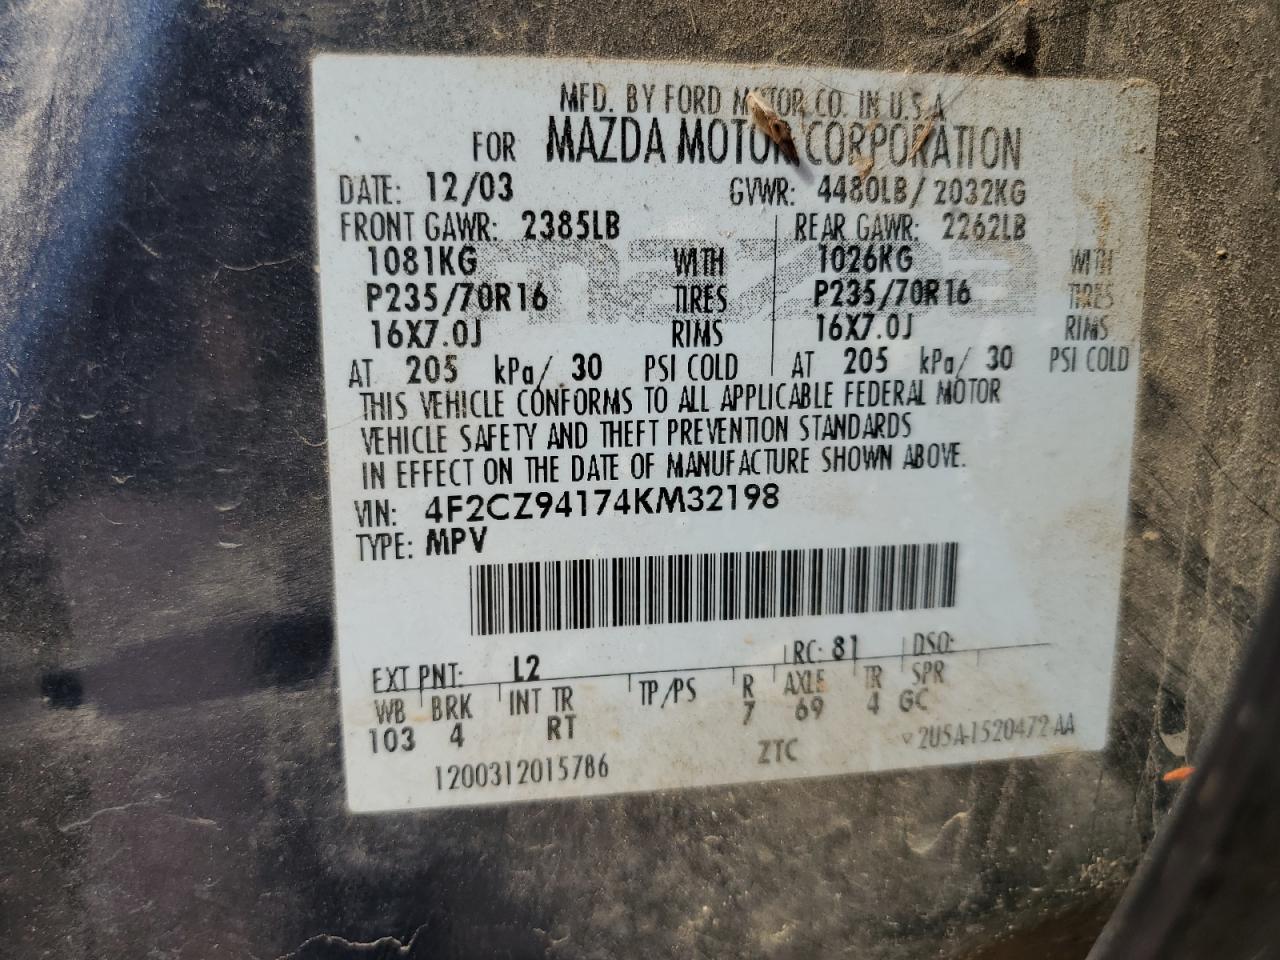 MFD. BY FORD MOTOR CO. IN U.S.A
FOR MAZDA MOTOR CORPORATION
DATE: 12/03 GVWR: 4480LB/ 2032KG
FRONT GAWR: 2385LB REAR GAWR: 2262LB
1081KG WITH 1026KG WITH
P235/70R16 TIRES P235/70R16 TIRES
16X7.0J RIMS 16X7.0J RIMS
AT 205 kPa/ 30 PSI COLD AT 205 kPa/ 30 PSI COLD
THIS VEHICLE CONFORMS TO ALL APPLICABLE FEDERAL MOTOR
VEHICLE SAFETY AND THEFT PREVENTION STANDARDS
IN EFFECT ON THE DATE OF MANUFACTURE SHOWN ABOVE.
VIN: 4F2CZ94174KM32198
TYPE: MPV
EXT PNT: L2 RC: 81 DSO:
WB BRK INT TR TP/PS R AXLE TR SPR
103 4 RT 7 69 4 GC
1200312015786 ZTC 2U5A-1520472-AA
mazda